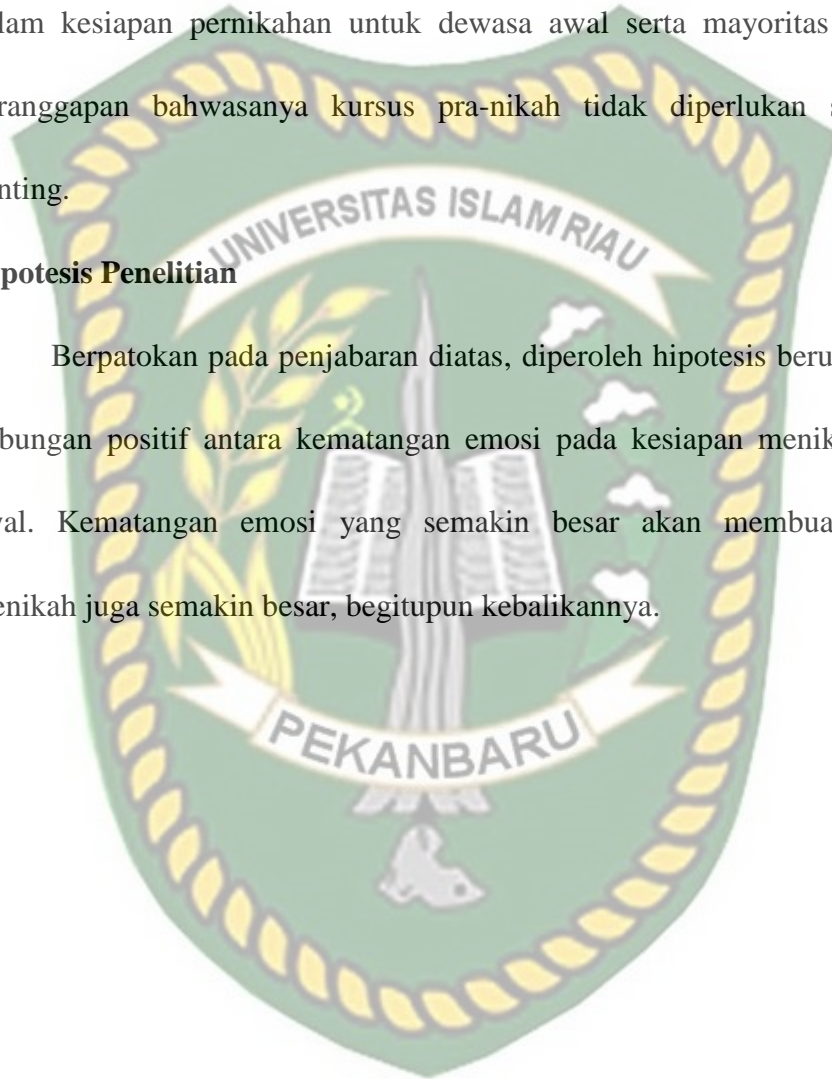 lam kesiapan pernikahan untuk dewasa awal serta mayoritas
ranggapan bahwasanya kursus pra-nikah tidak diperlukan s
nting.
UNIVERSITAS ISLAM RIAU
potesis Penelitian
Berpatokan pada penjabaran diatas, diperoleh hipotesis beru
bungan positif antara kematangan emosi pada kesiapan menik
al. Kematangan emosi yang semakin besar akan membua
enikah juga semakin besar, begitupun kebalikannya.
PEKANBARU